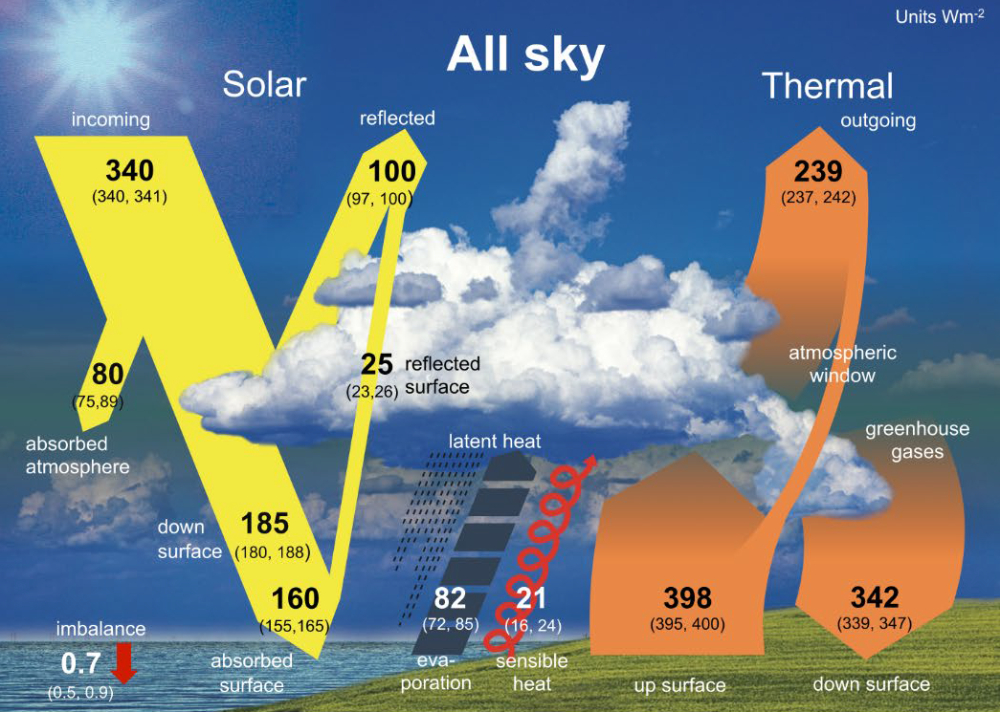 Units Wm-2
All sky
Solar
Thermal
incoming
reflected
outgoing
340
(340, 341)
100
(97, 100)
239
(237, 242)
80
(75,89)
25
(23,26)
reflected
surface
atmospheric
window
absorbed
atmosphere
latent heat
greenhouse
gases
down
surface
185
(180, 188)
160
(155,165)
82
(72, 85)
21
(16, 24)
398
(395, 400)
342
(339, 347)
imbalance
0.7
(0.5, 0.9)
absorbed
surface
eva-
poration
sensible
heat
up surface
down surface